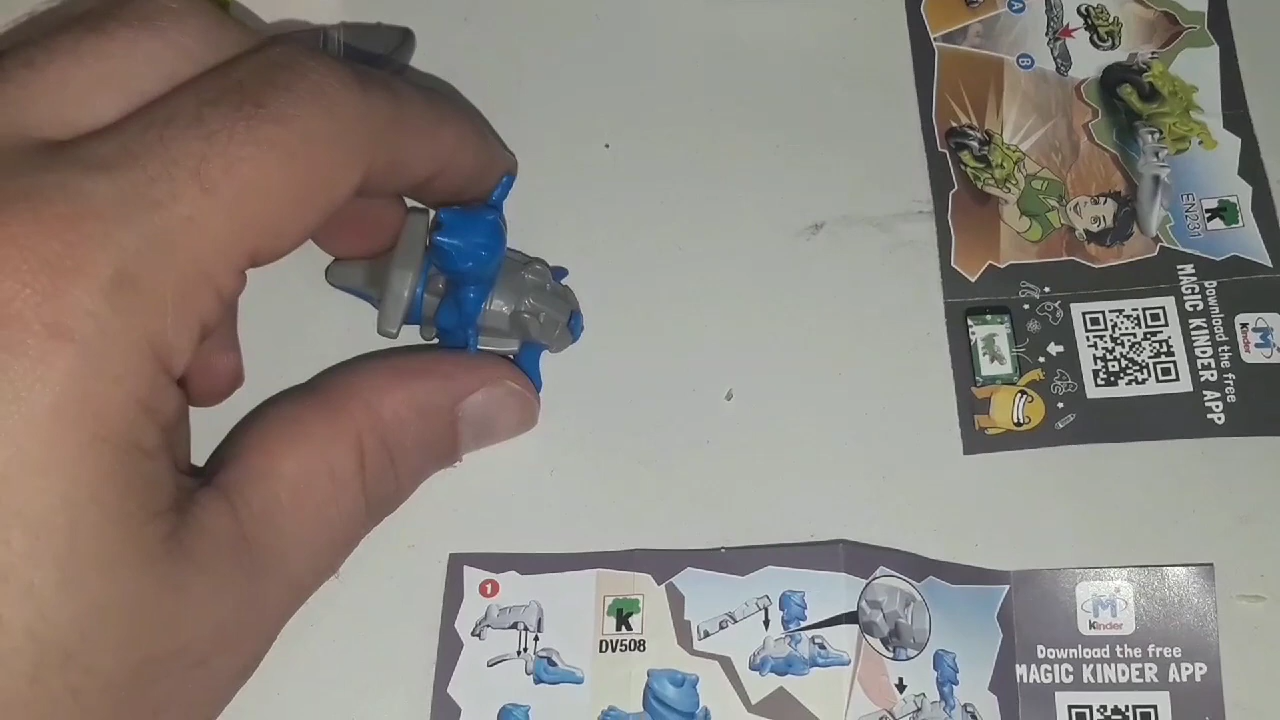 A
B
EN231
Kinder
Download the free
MAGIC KINDER APP
1
K
DV508
Kinder
Download the free
MAGIC KINDER APP